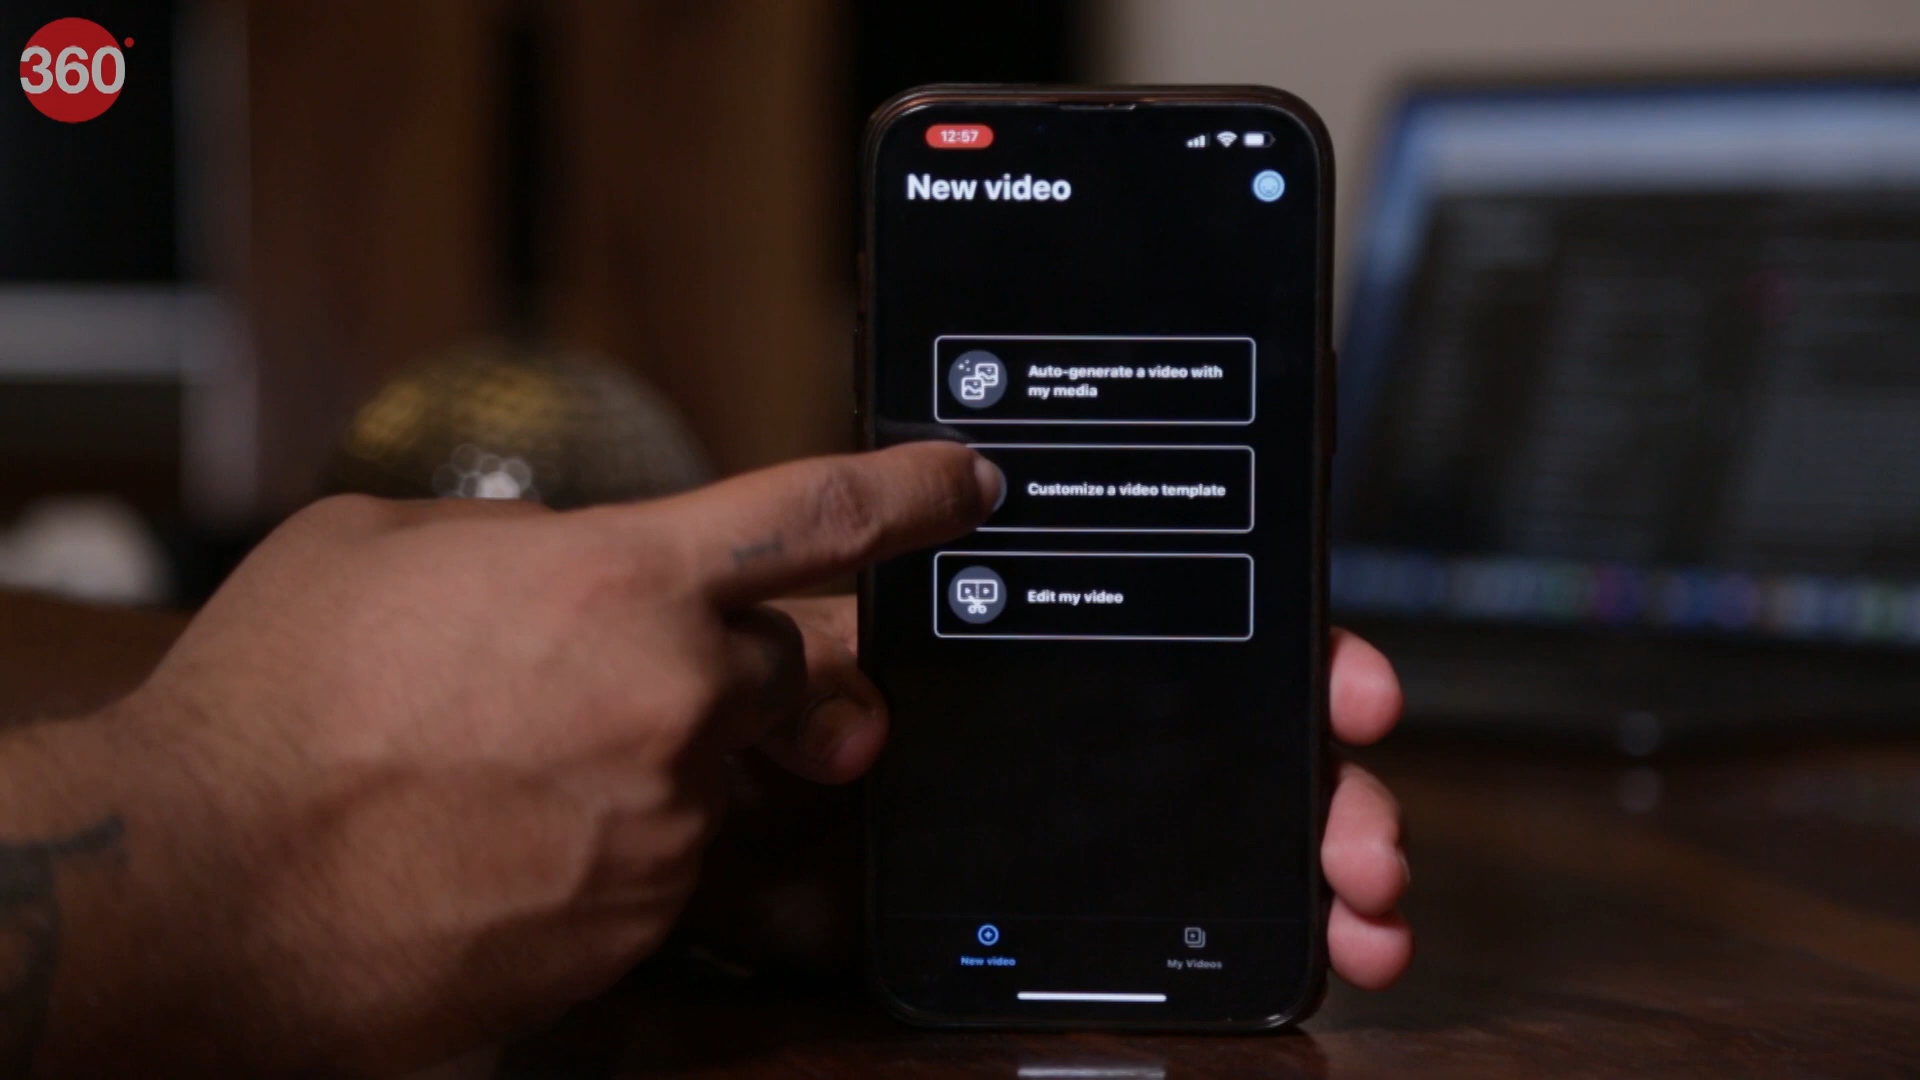 360
12:57
New video
Auto-generate a video with
my media
Customize a video template
Edit my video
New video
My Videos